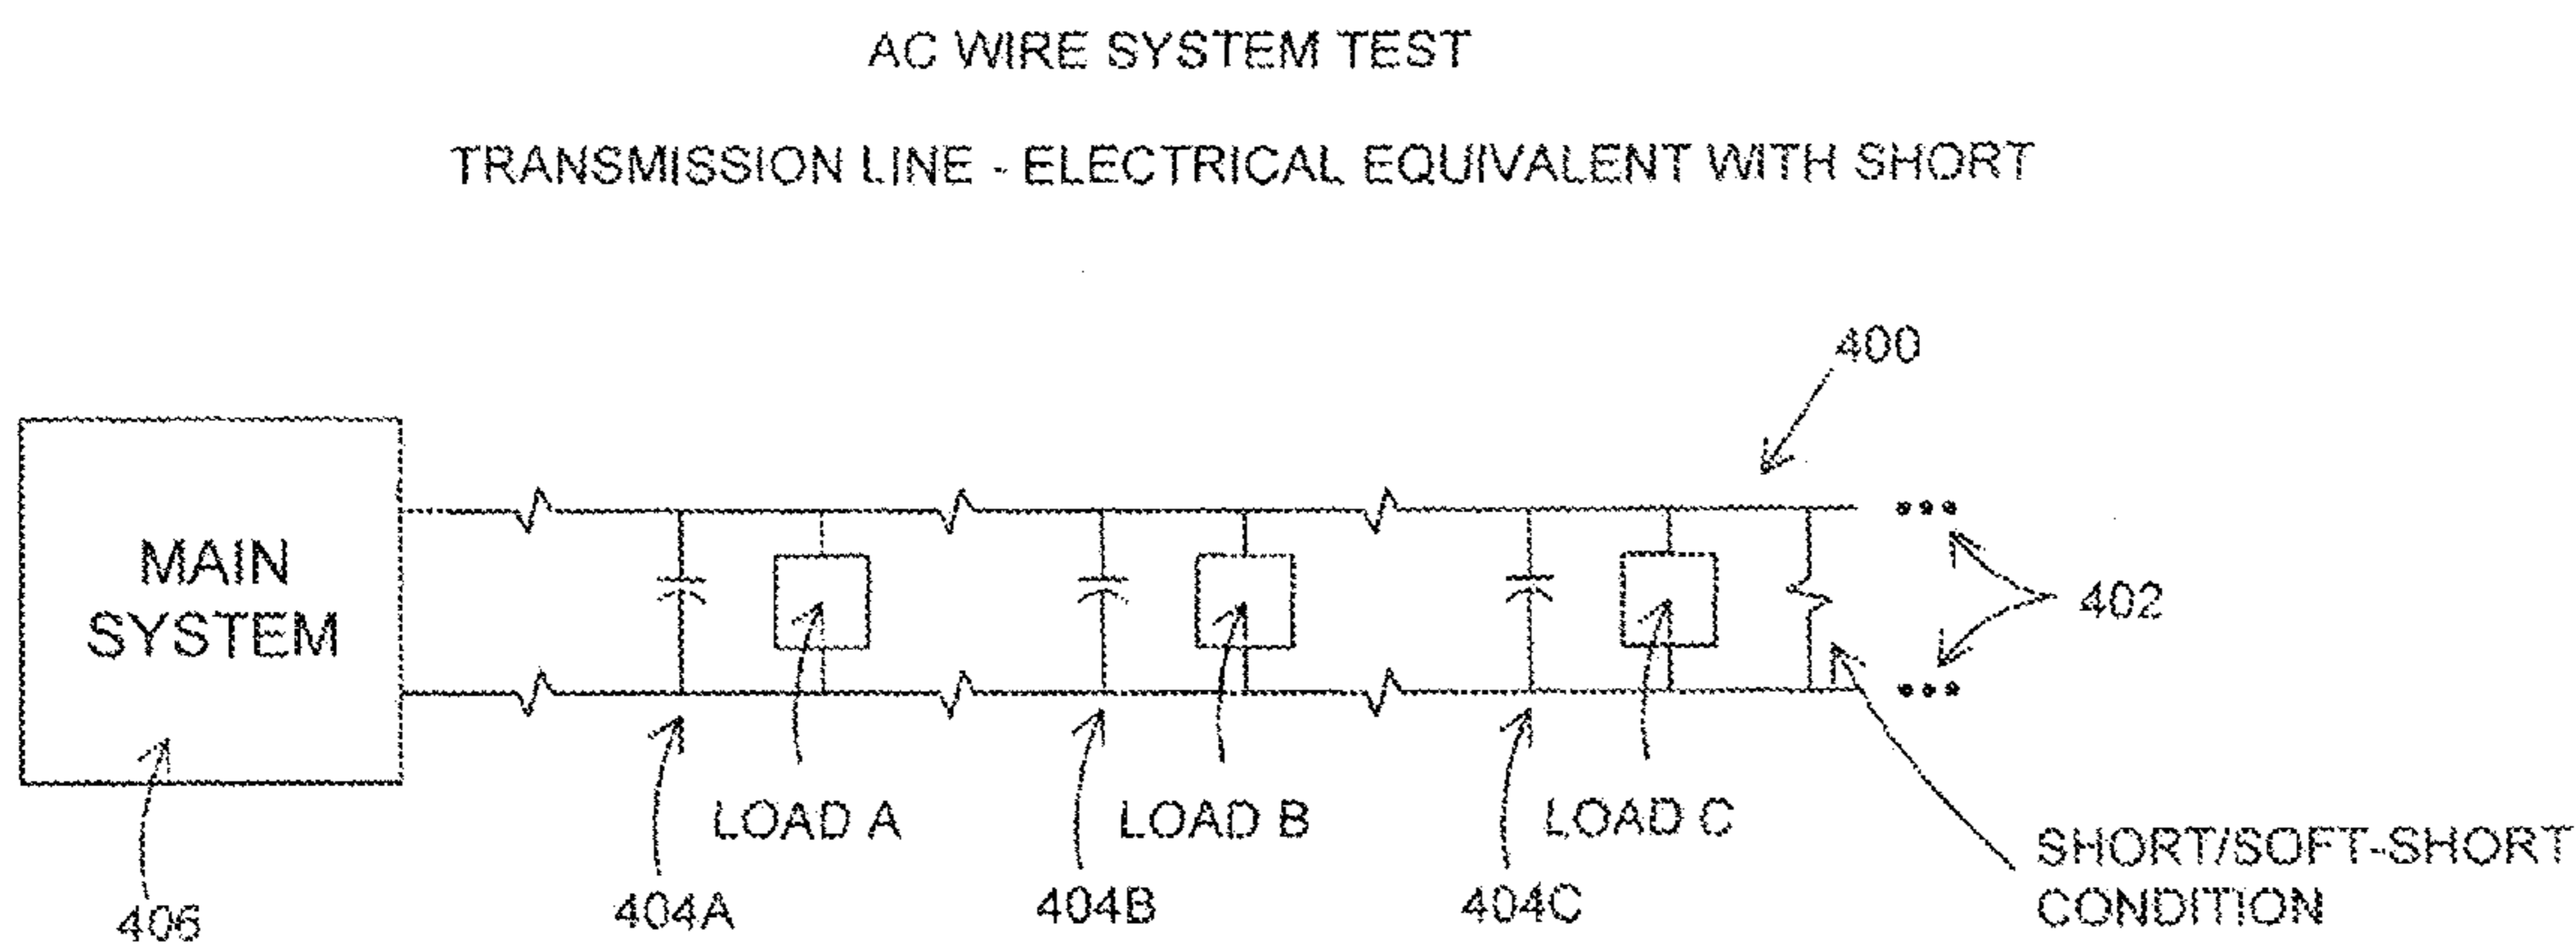 AC WIRE SYSTEM TEST
TRANSMISSION LINE - ELECTRICAL EQUIVALENT WITH SHORT
400
MAIN
SYSTEM
402
LOAD A
LOAD B
LOAD C
SHORT/SOFT-SHORT
CONDITION
406
404A
404B
404C